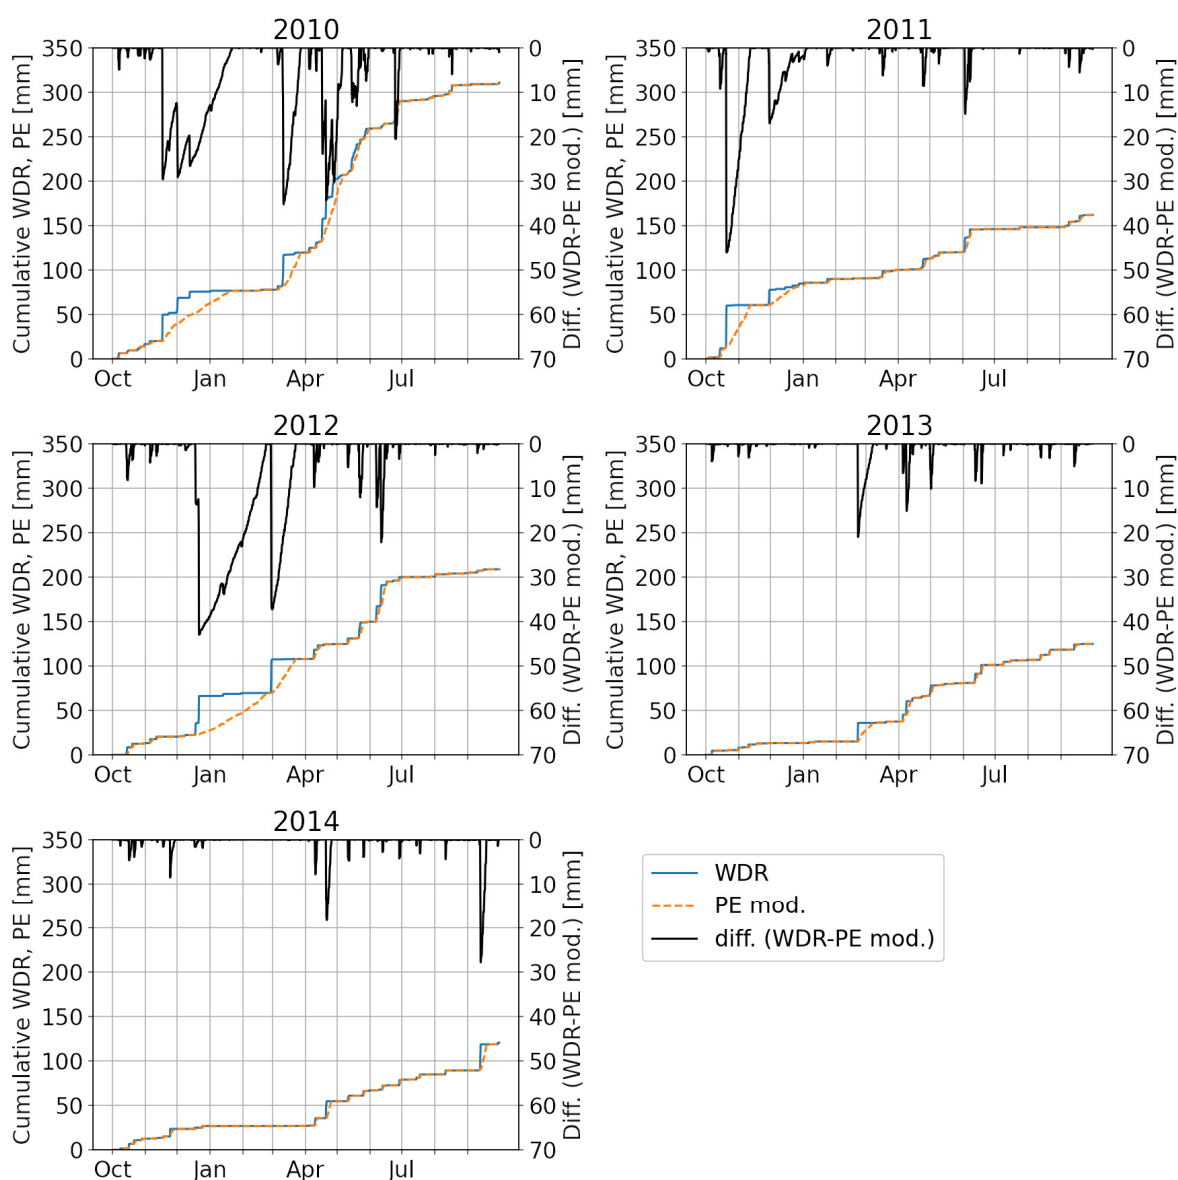 2010
Cumulative WDR, PE [mm]
350
300
250
200
150
100
50
0
Oct
Jan
Apr
Jul
0
10
20
30
40
50
60
70
Diff. (WDR-PE mod.) [mm]
2011
Cumulative WDR, PE [mm]
350
300
250
200
150
100
50
0
Oct
Jan
Apr
Jul
0
10
20
30
40
50
60
70
Diff. (WDR-PE mod.) [mm]
2012
Cumulative WDR, PE [mm]
350
300
250
200
150
100
50
0
Oct
Jan
Apr
Jul
0
10
20
30
40
50
60
70
Diff. (WDR-PE mod.) [mm]
2013
Cumulative WDR, PE [mm]
350
300
250
200
150
100
50
0
Oct
Jan
Apr
Jul
0
10
20
30
40
50
60
70
Diff. (WDR-PE mod.) [mm]
2014
Cumulative WDR, PE [mm]
350
300
250
200
150
100
50
0
Oct
Jan
Apr
Jul
0
10
20
30
40
50
60
70
Diff. (WDR-PE mod.) [mm]
WDR
PE mod.
diff. (WDR-PE mod.)